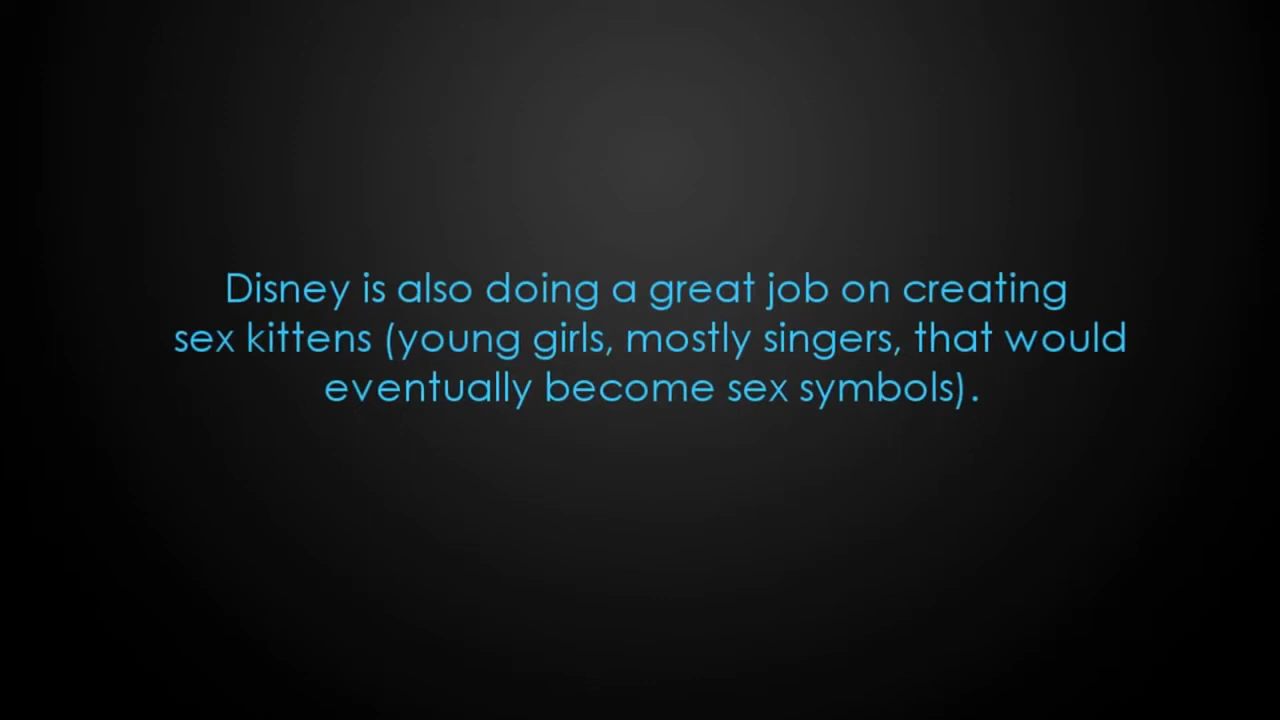 Disney is also doing a great job on creating
sex kittens (young girls, mostly singers, that would
eventually become sex symbols).